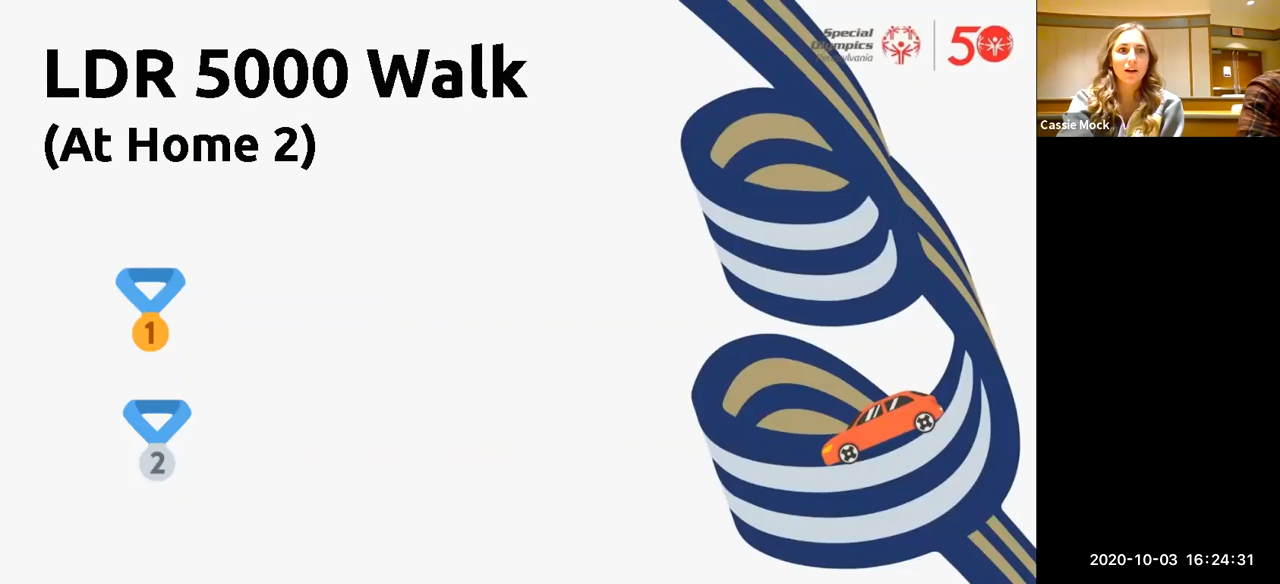 LDR 5000 Walk
(At Home 2)
1
2
Special
Olympics
Pennsylvania
50
Cassie Mock
2020-10-03 16:24:31